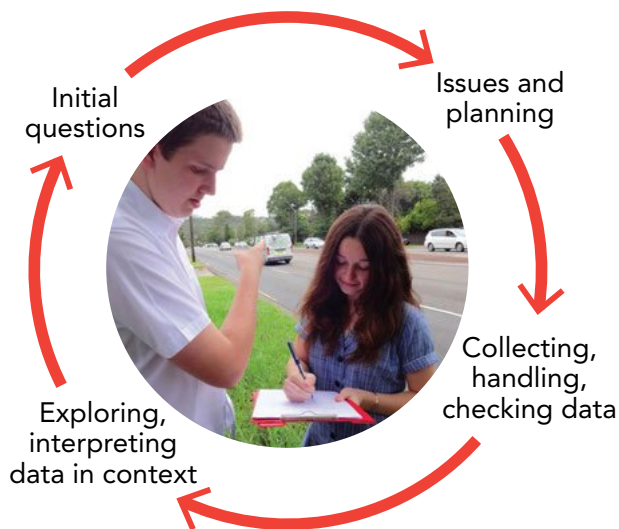 Initial
questions
Issues and
planning
Collecting,
handling,
checking data
Exploring,
interpreting
data in context